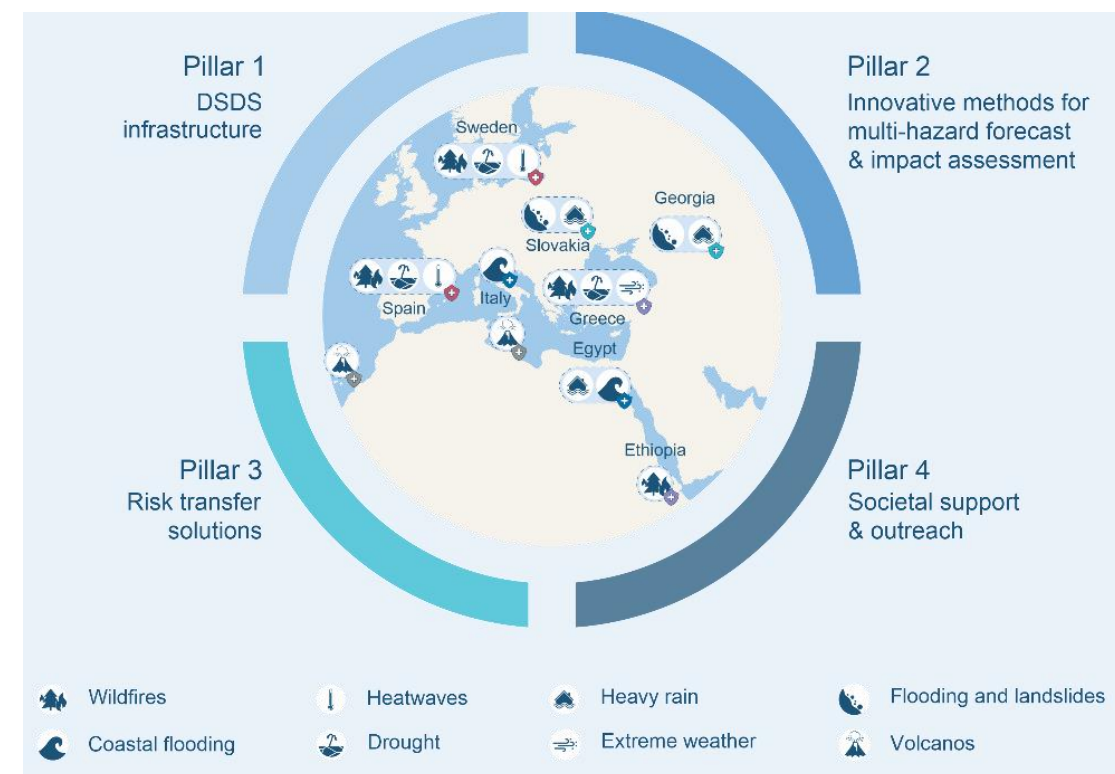 Pillar 1
DSDS
infrastructure
Pillar 2
Innovative methods for
multi-hazard forecast
& impact assessment
Sweden
Georgia
Slovakia
Spain
Italy
Greece
Egypt
Ethiopia
Pillar 3
Risk transfer
solutions
Pillar 4
Societal support
& outreach
Wildfires
Heatwaves
Heavy rain
Flooding and landslides
Coastal flooding
Drought
Extreme weather
Volcanos